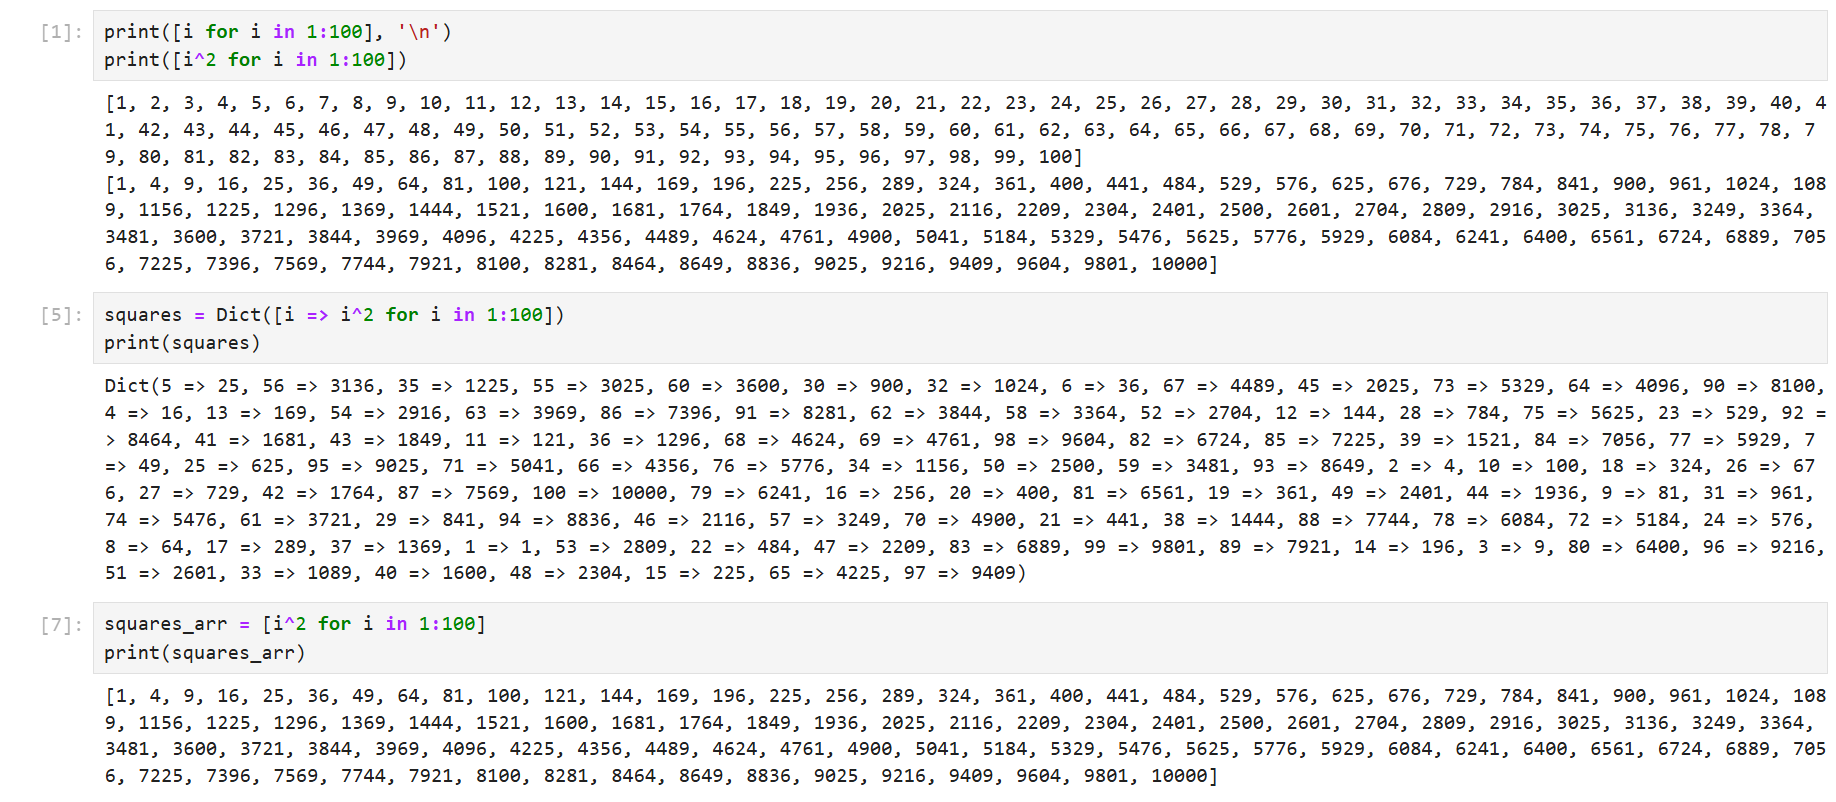 [1]: print([i for i in 1:100], '\n')
print([i^2 for i in 1:100])
[1, 2, 3, 4, 5, 6, 7, 8, 9, 10, 11, 12, 13, 14, 15, 16, 17, 18, 19, 20, 21, 22, 23, 24, 25, 26, 27, 28, 29, 30, 31, 32, 33, 34, 35, 36, 37, 38, 39, 40, 4
1, 42, 43, 44, 45, 46, 47, 48, 49, 50, 51, 52, 53, 54, 55, 56, 57, 58, 59, 60, 61, 62, 63, 64, 65, 66, 67, 68, 69, 70, 71, 72, 73, 74, 75, 76, 77, 78, 7
9, 80, 81, 82, 83, 84, 85, 86, 87, 88, 89, 90, 91, 92, 93, 94, 95, 96, 97, 98, 99, 100]
[1, 4, 9, 16, 25, 36, 49, 64, 81, 100, 121, 144, 169, 196, 225, 256, 289, 324, 361, 400, 441, 484, 529, 576, 625, 676, 729, 784, 841, 900, 961, 1024, 108
9, 1156, 1225, 1296, 1369, 1444, 1521, 1600, 1681, 1764, 1849, 1936, 2025, 2116, 2209, 2304, 2401, 2500, 2601, 2704, 2809, 2916, 3025, 3136, 3249, 3364,
3481, 3600, 3721, 3844, 3969, 4096, 4225, 4356, 4489, 4624, 4761, 4900, 5041, 5184, 5329, 5476, 5625, 5776, 5929, 6084, 6241, 6400, 6561, 6724, 6889, 705
6, 7225, 7396, 7569, 7744, 7921, 8100, 8281, 8464, 8649, 8836, 9025, 9216, 9409, 9604, 9801, 10000]
[5]: squares = Dict([i => i^2 for i in 1:100])
print(squares)
Dict(5 => 25, 56 => 3136, 35 => 1225, 55 => 3025, 60 => 3600, 30 => 900, 32 => 1024, 6 => 36, 67 => 4489, 45 => 2025, 73 => 5329, 64 => 4096, 90 => 8100,
4 => 16, 13 => 169, 54 => 2916, 63 => 3969, 86 => 7396, 91 => 8281, 62 => 3844, 58 => 3364, 52 => 2704, 12 => 144, 28 => 784, 75 => 5625, 23 => 529, 92 =
> 8464, 41 => 1681, 43 => 1849, 11 => 121, 36 => 1296, 68 => 4624, 69 => 4761, 98 => 9604, 82 => 6724, 85 => 7225, 39 => 1521, 84 => 7056, 77 => 5929, 7
=> 49, 25 => 625, 95 => 9025, 71 => 5041, 66 => 4356, 76 => 5776, 34 => 1156, 50 => 2500, 59 => 3481, 93 => 8649, 2 => 4, 10 => 100, 18 => 324, 26 => 67
6, 27 => 729, 42 => 1764, 87 => 7569, 100 => 10000, 79 => 6241, 16 => 256, 20 => 400, 81 => 6561, 19 => 361, 49 => 2401, 44 => 1936, 9 => 81, 31 => 961,
74 => 5476, 61 => 3721, 29 => 841, 94 => 8836, 46 => 2116, 57 => 3249, 70 => 4900, 21 => 441, 38 => 1444, 88 => 7744, 78 => 6084, 72 => 5184, 24 => 576,
8 => 64, 17 => 289, 37 => 1369, 1 => 1, 53 => 2809, 22 => 484, 47 => 2209, 83 => 6889, 99 => 9801, 89 => 7921, 14 => 196, 3 => 9, 80 => 6400, 96 => 9216,
51 => 2601, 33 => 1089, 40 => 1600, 48 => 2304, 15 => 225, 65 => 4225, 97 => 9409)
[7]: squares_arr = [i^2 for i in 1:100]
print(squares_arr)
[1, 4, 9, 16, 25, 36, 49, 64, 81, 100, 121, 144, 169, 196, 225, 256, 289, 324, 361, 400, 441, 484, 529, 576, 625, 676, 729, 784, 841, 900, 961, 1024, 108
9, 1156, 1225, 1296, 1369, 1444, 1521, 1600, 1681, 1764, 1849, 1936, 2025, 2116, 2209, 2304, 2401, 2500, 2601, 2704, 2809, 2916, 3025, 3136, 3249, 3364,
3481, 3600, 3721, 3844, 3969, 4096, 4225, 4356, 4489, 4624, 4761, 4900, 5041, 5184, 5329, 5476, 5625, 5776, 5929, 6084, 6241, 6400, 6561, 6724, 6889, 705
6, 7225, 7396, 7569, 7744, 7921, 8100, 8281, 8464, 8649, 8836, 9025, 9216, 9409, 9604, 9801, 10000]